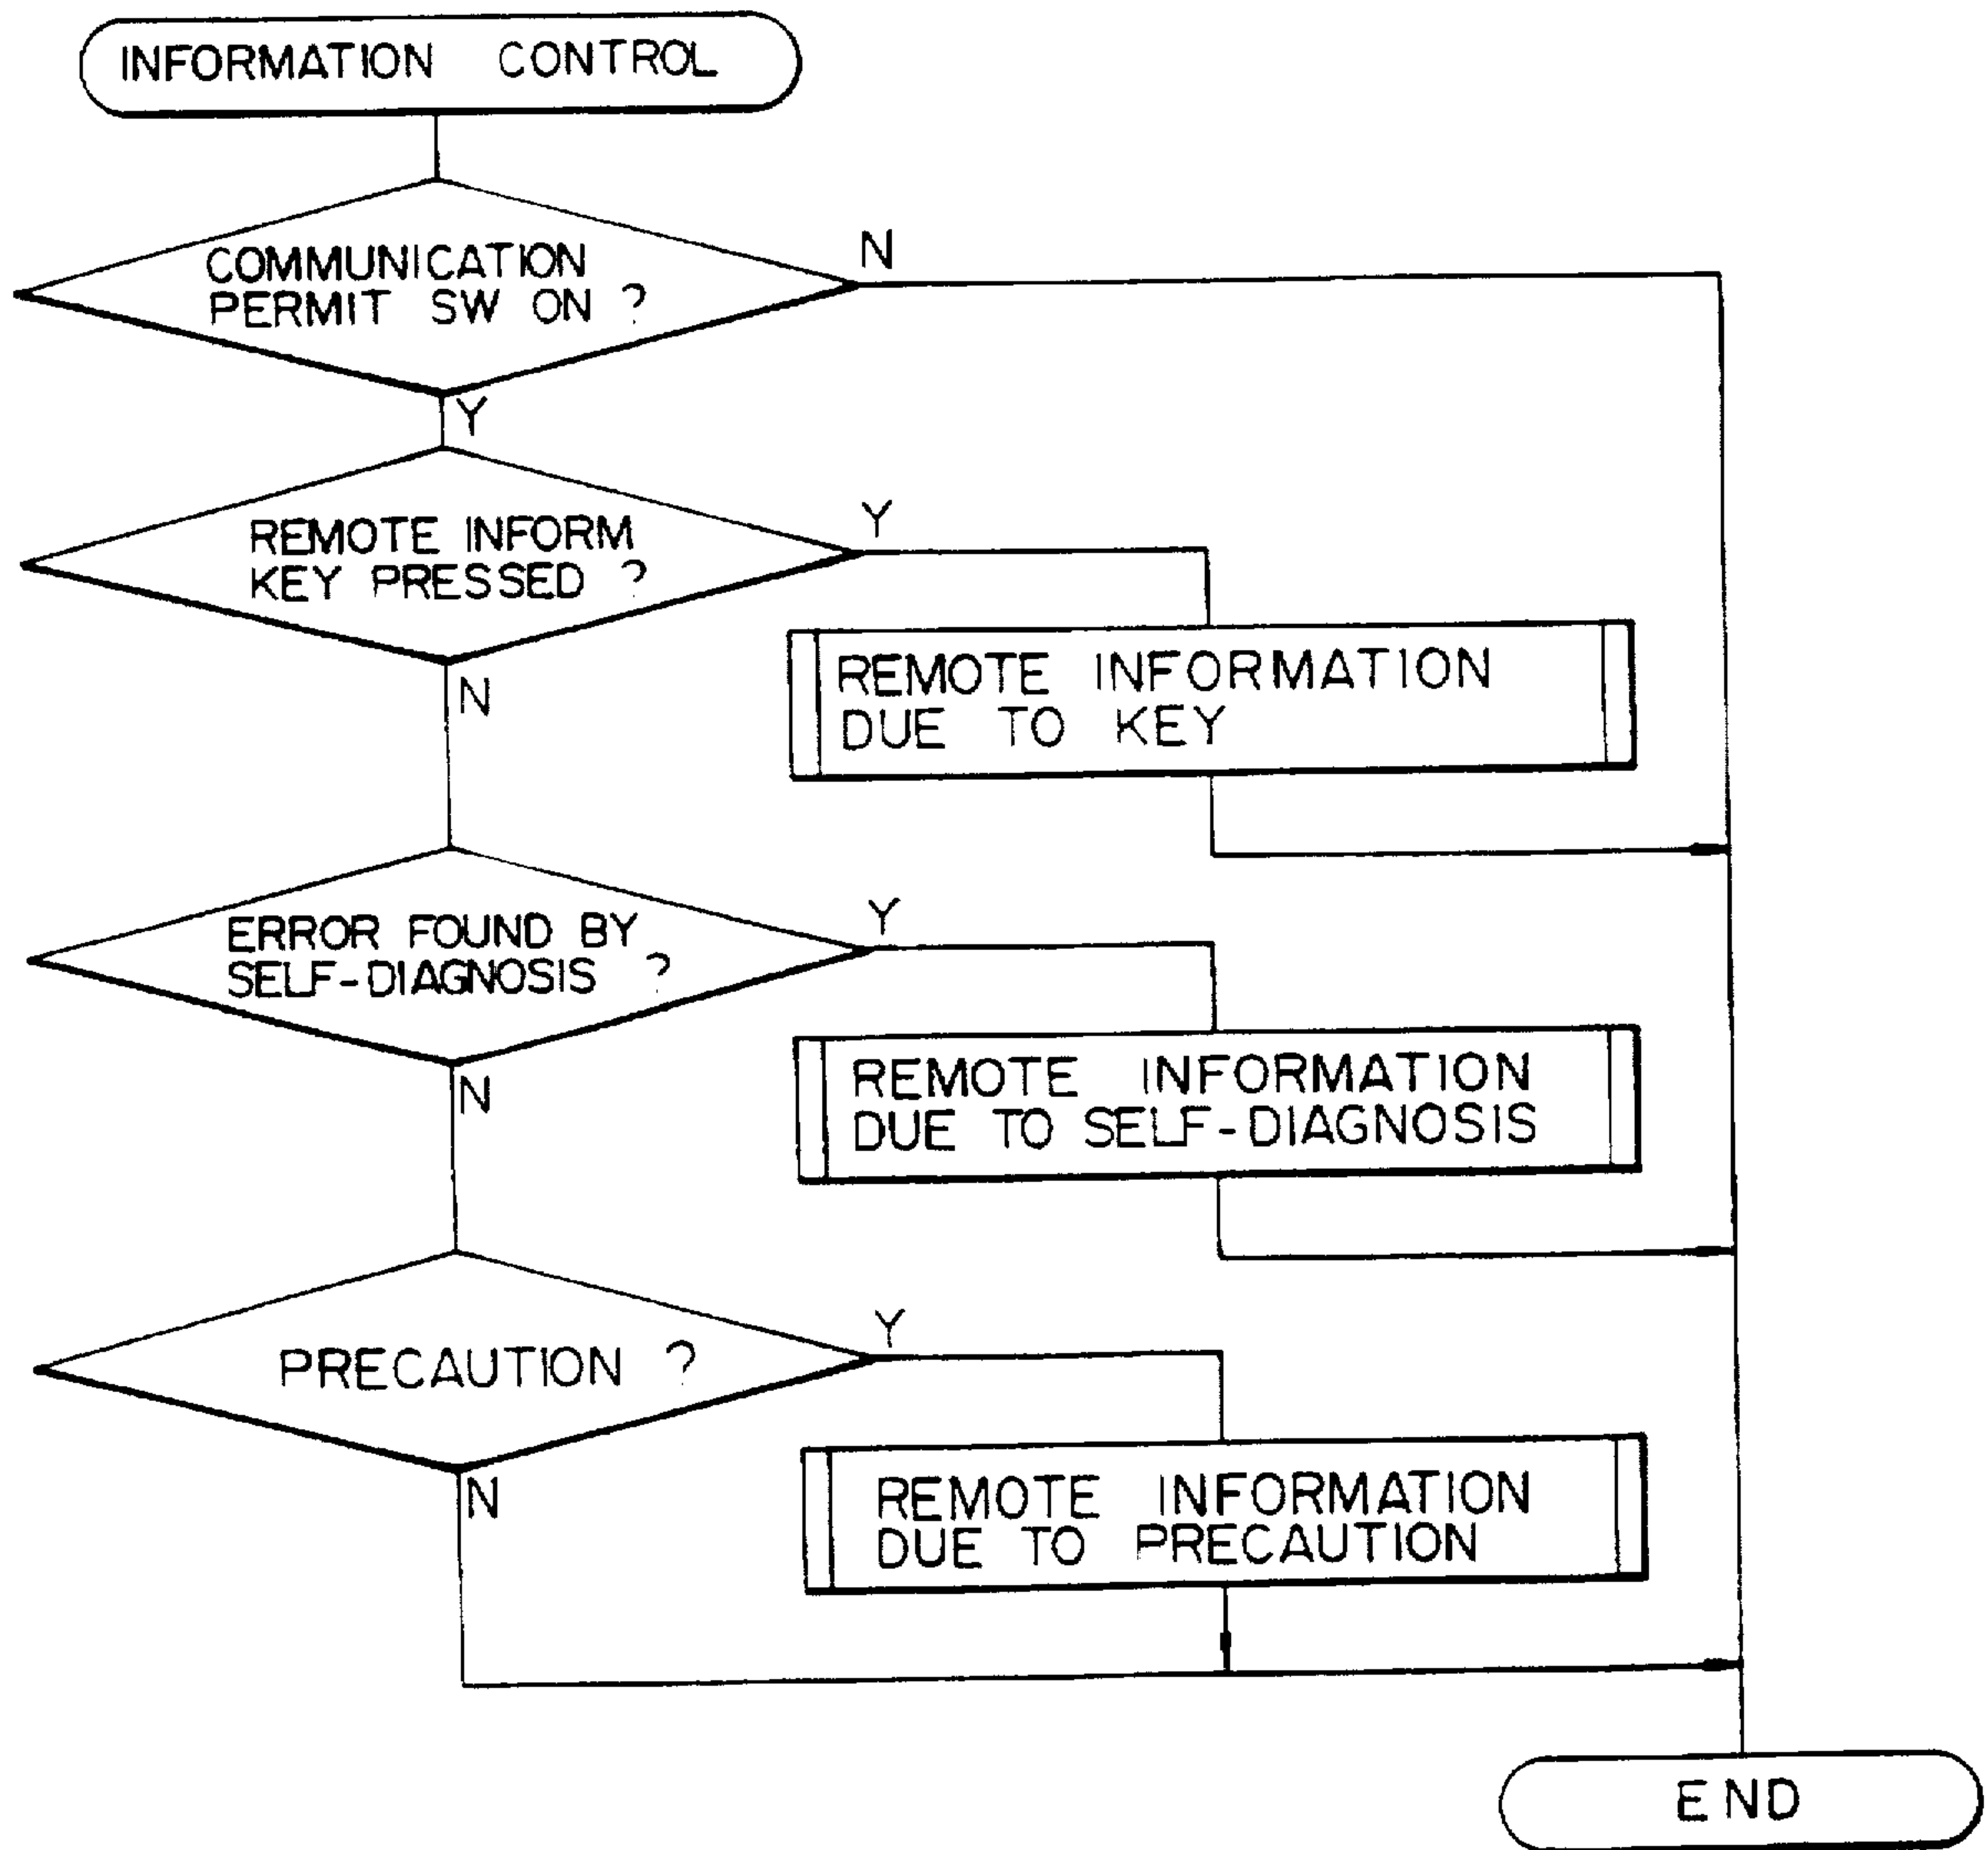 INFORMATION CONTROL
COMMUNICATION
PERMIT SW ON ?
N
Y
REMOTE INFORM
KEY PRESSED ?
Y
N
REMOTE INFORMATION
DUE TO KEY
ERROR FOUND BY
SELF-DIAGNOSIS ?
Y
N
REMOTE INFORMATION
DUE TO SELF-DIAGNOSIS
PRECAUTION ?
Y
N
REMOTE INFORMATION
DUE TO PRECAUTION
END